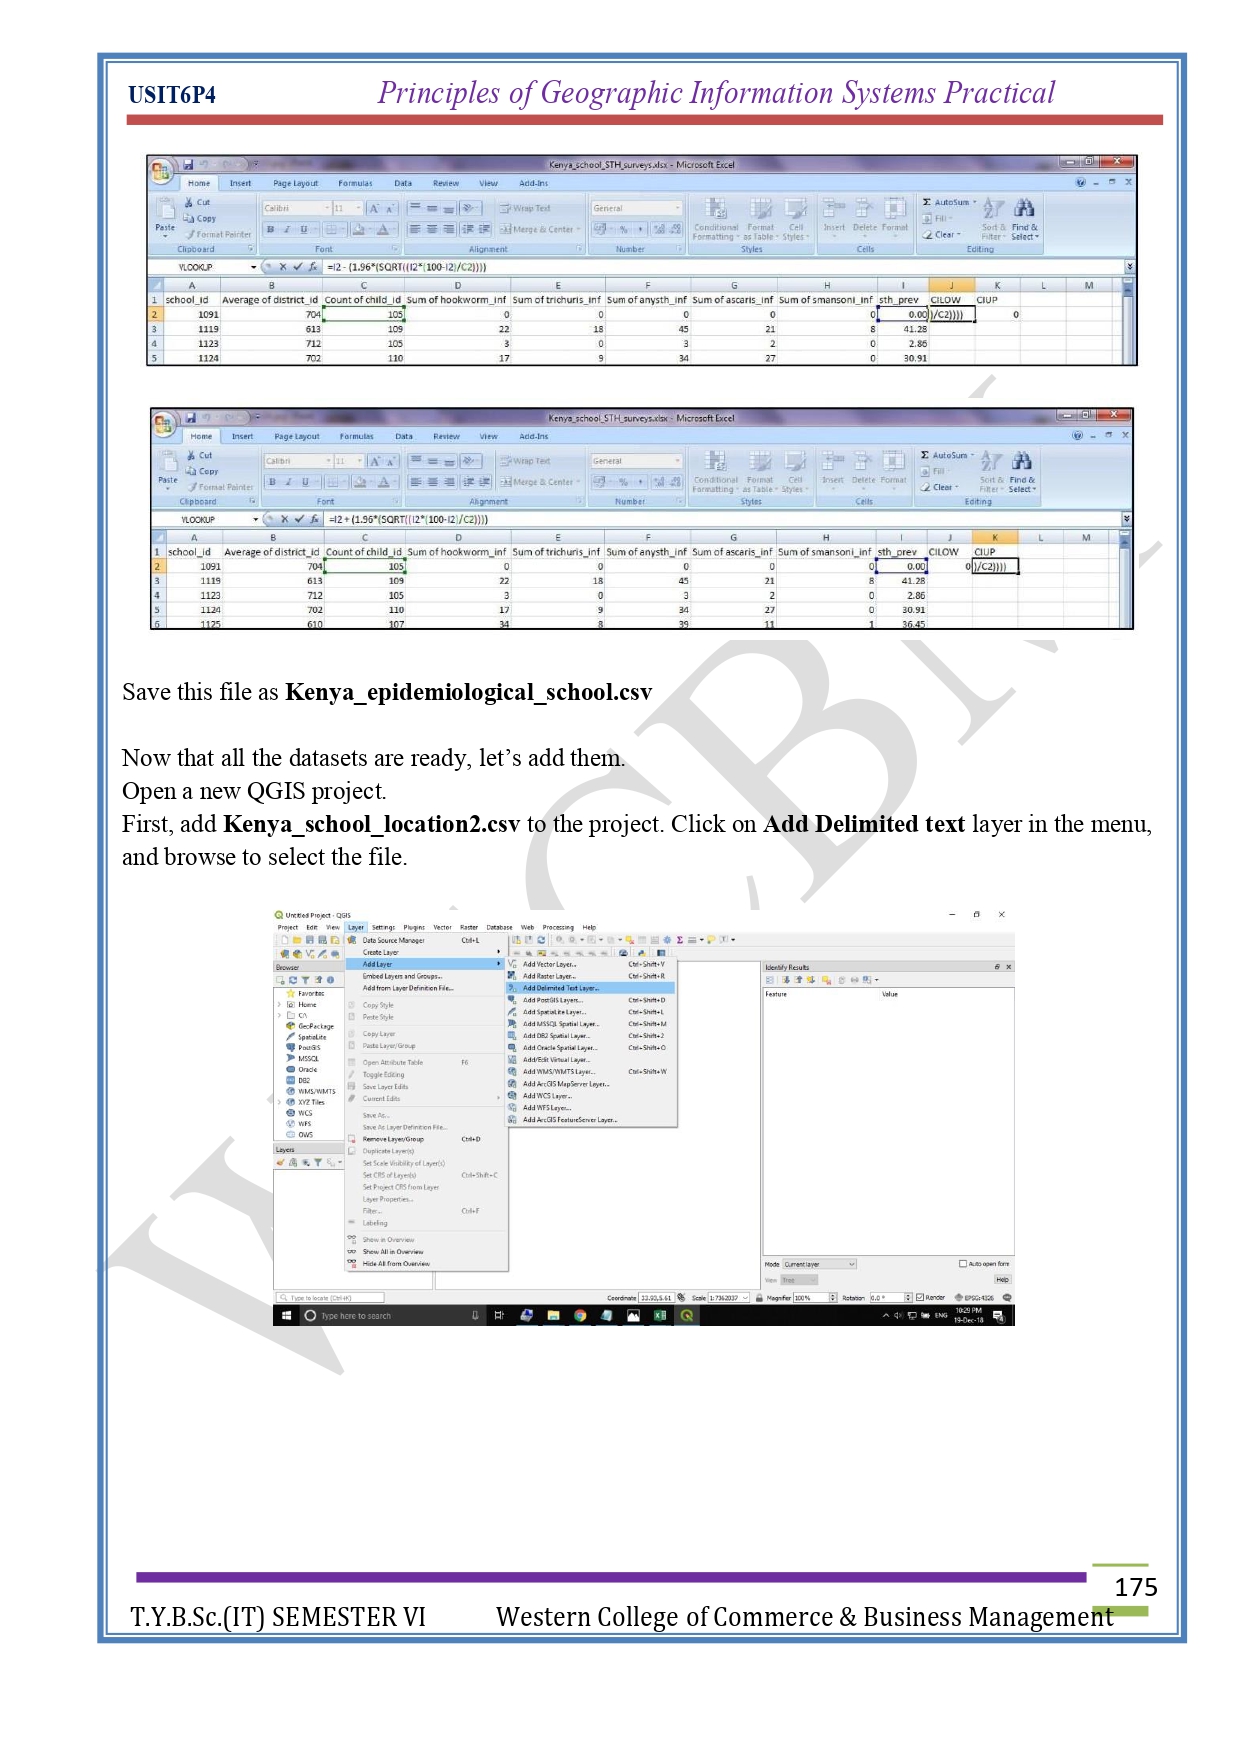 USIT6P4 Principles of Geographic Information Systems Practical
Kenya_school_STH_surveys.xlsx - Microsoft Excel
Home Insert Page Layout Formulas Data Review View Add-Ins
Cut
Copy
Format Painter
Paste
Calibri 11
Wrap Text
Merge & Center
General
Conditional Formatting Format as Table Cell Styles
Insert Delete Format
AutoSum
Fill
Clear
Sort & Filter Find & Select
Clipboard Font Alignment Number Styles Cells Editing
VLOOKUP =I2 - (1.96*(SQRT((I2*(100-I2)/C2))))
A B C D E F G H I J K L M
1 school_id Average of district_id Count of child_id Sum of hookworm_inf Sum of trichuris_inf Sum of anysth_inf Sum of ascaris_inf Sum of smansoni_inf sth_prev CILOW CIUP
2 1091 704 105 0 0 0 0 0 0.00 )/C2)))) 0
3 1119 613 109 22 18 45 21 8 41.28
4 1123 712 105 3 0 3 2 0 2.86
5 1124 702 110 17 9 34 27 0 30.91
Kenya_school_STH_surveys.xlsx - Microsoft Excel
Home Insert Page Layout Formulas Data Review View Add-Ins
Cut
Copy
Format Painter
Paste
Calibri 11
Wrap Text
Merge & Center
General
Conditional Formatting Format as Table Cell Styles
Insert Delete Format
AutoSum
Fill
Clear
Sort & Filter Find & Select
Clipboard Font Alignment Number Styles Cells Editing
VLOOKUP =I2 + (1.96*(SQRT((I2*(100-I2)/C2))))
A B C D E F G H I J K L M
1 school_id Average of district_id Count of child_id Sum of hookworm_inf Sum of trichuris_inf Sum of anysth_inf Sum of ascaris_inf Sum of smansoni_inf sth_prev CILOW CIUP
2 1091 704 105 0 0 0 0 0 0.00 0 )/C2))))
3 1119 613 109 22 18 45 21 8 41.28
4 1123 712 105 3 0 3 2 0 2.86
5 1124 702 110 17 9 34 27 0 30.91
6 1125 610 107 34 8 39 11 1 36.45
Save this file as Kenya_epidemiological_school.csv
Now that all the datasets are ready, let’s add them.
Open a new QGIS project.
First, add Kenya_school_location2.csv to the project. Click on Add Delimited text layer in the menu,
and browse to select the file.
Untitled Project - QGIS
Project Edit View Layer Settings Plugins Vector Raster Database Web Processing Help
Data Source Manager Ctrl+L
Create Layer
Add Layer
Embed Layers and Groups...
Add from Layer Definition File...
Copy Style
Paste Style
Copy Layer
Paste Layer/Group
Open Attribute Table F6
Toggle Editing
Save Layer Edits
Current Edits
Save As...
Save As Layer Definition File...
Remove Layer/Group Ctrl+D
Duplicate Layer(s)
Set Scale Visibility of Layer(s)
Set CRS of Layer(s) Ctrl+Shift+C
Set Project CRS from Layer
Layer Properties...
Filter... Ctrl+F
Labeling
Show in Overview
Show All in Overview
Hide All from Overview
Add Vector Layer... Ctrl+Shift+V
Add Raster Layer... Ctrl+Shift+R
Add Delimited Text Layer...
Add PostGIS Layers... Ctrl+Shift+D
Add SpatiaLite Layer... Ctrl+Shift+L
Add MSSQL Spatial Layer... Ctrl+Shift+M
Add DB2 Spatial Layer... Ctrl+Shift+2
Add Oracle Spatial Layer... Ctrl+Shift+O
Add/Edit Virtual Layer...
Add WMS/WMTS Layer... Ctrl+Shift+W
Add ArcGIS MapServer Layer...
Add WCS Layer...
Add WFS Layer...
Add ArcGIS FeatureServer Layer...
Browser
Favorites
Home
C:\
GeoPackage
SpatiaLite
PostGIS
MSSQL
Oracle
DB2
WMS/WMTS
XYZ Tiles
WCS
WFS
OWS
Layers
Identify Results
Feature Value
Mode Current layer Auto open form
View Tree Help
Type to locate (Ctrl+K) Coordinate 33.93,5.61 Scale 1:7362037 Magnifier 100% Rotation 0.0 ° Render EPSG:4326
Type here to search ENG 10:29 PM
19-Dec-18
175
T.Y.B.Sc.(IT) SEMESTER VI Western College of Commerce & Business Management